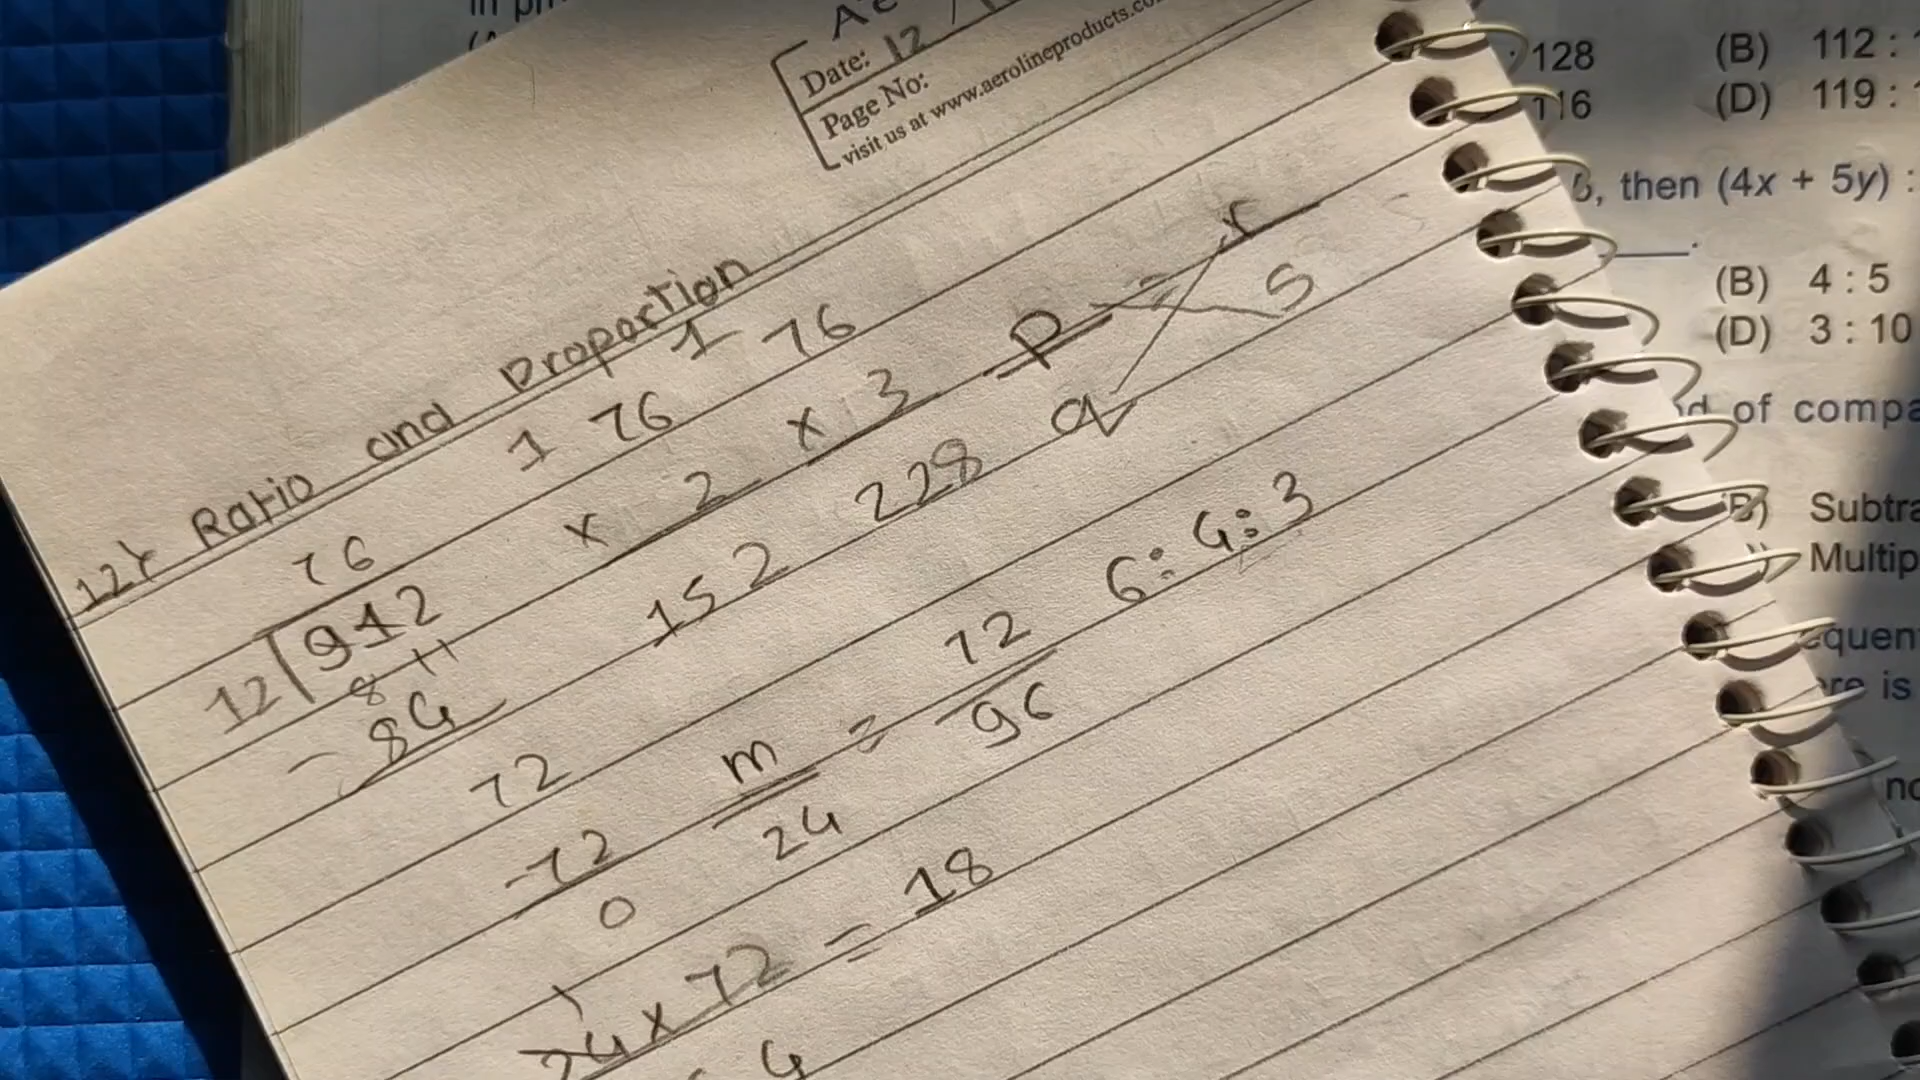 Date: 12
Page No:
visit us at www.aerolineproducts.co
Ratio and Proportion
1 76
1 76
76
12 912
8 11
- 84
72
- 72
0
x 2
152
x 3
228
p = r
q s
6:4:3
m = 72
24 96
24 x 72 = 18
4
128 (B) 112 :
116 (D) 119 :
, then (4x + 5y) :
(B) 4 : 5
(D) 3 : 10
of compa
(B) Subtra
Multip
equen
re is